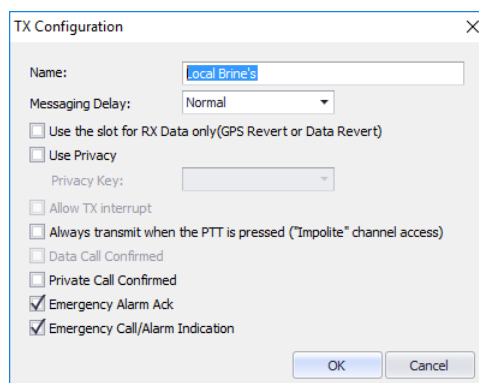 TX Configuration
Name: Local Brine's
Messaging Delay: Normal
Use the slot for RX Data only(GPS Revert or Data Revert)
Use Privacy
Privacy Key:
Allow TX interrupt
Always transmit when the PTT is pressed ("Impolite" channel access)
Data Call Confirmed
Private Call Confirmed
Emergency Alarm Ack
Emergency Call/Alarm Indication
OK Cancel